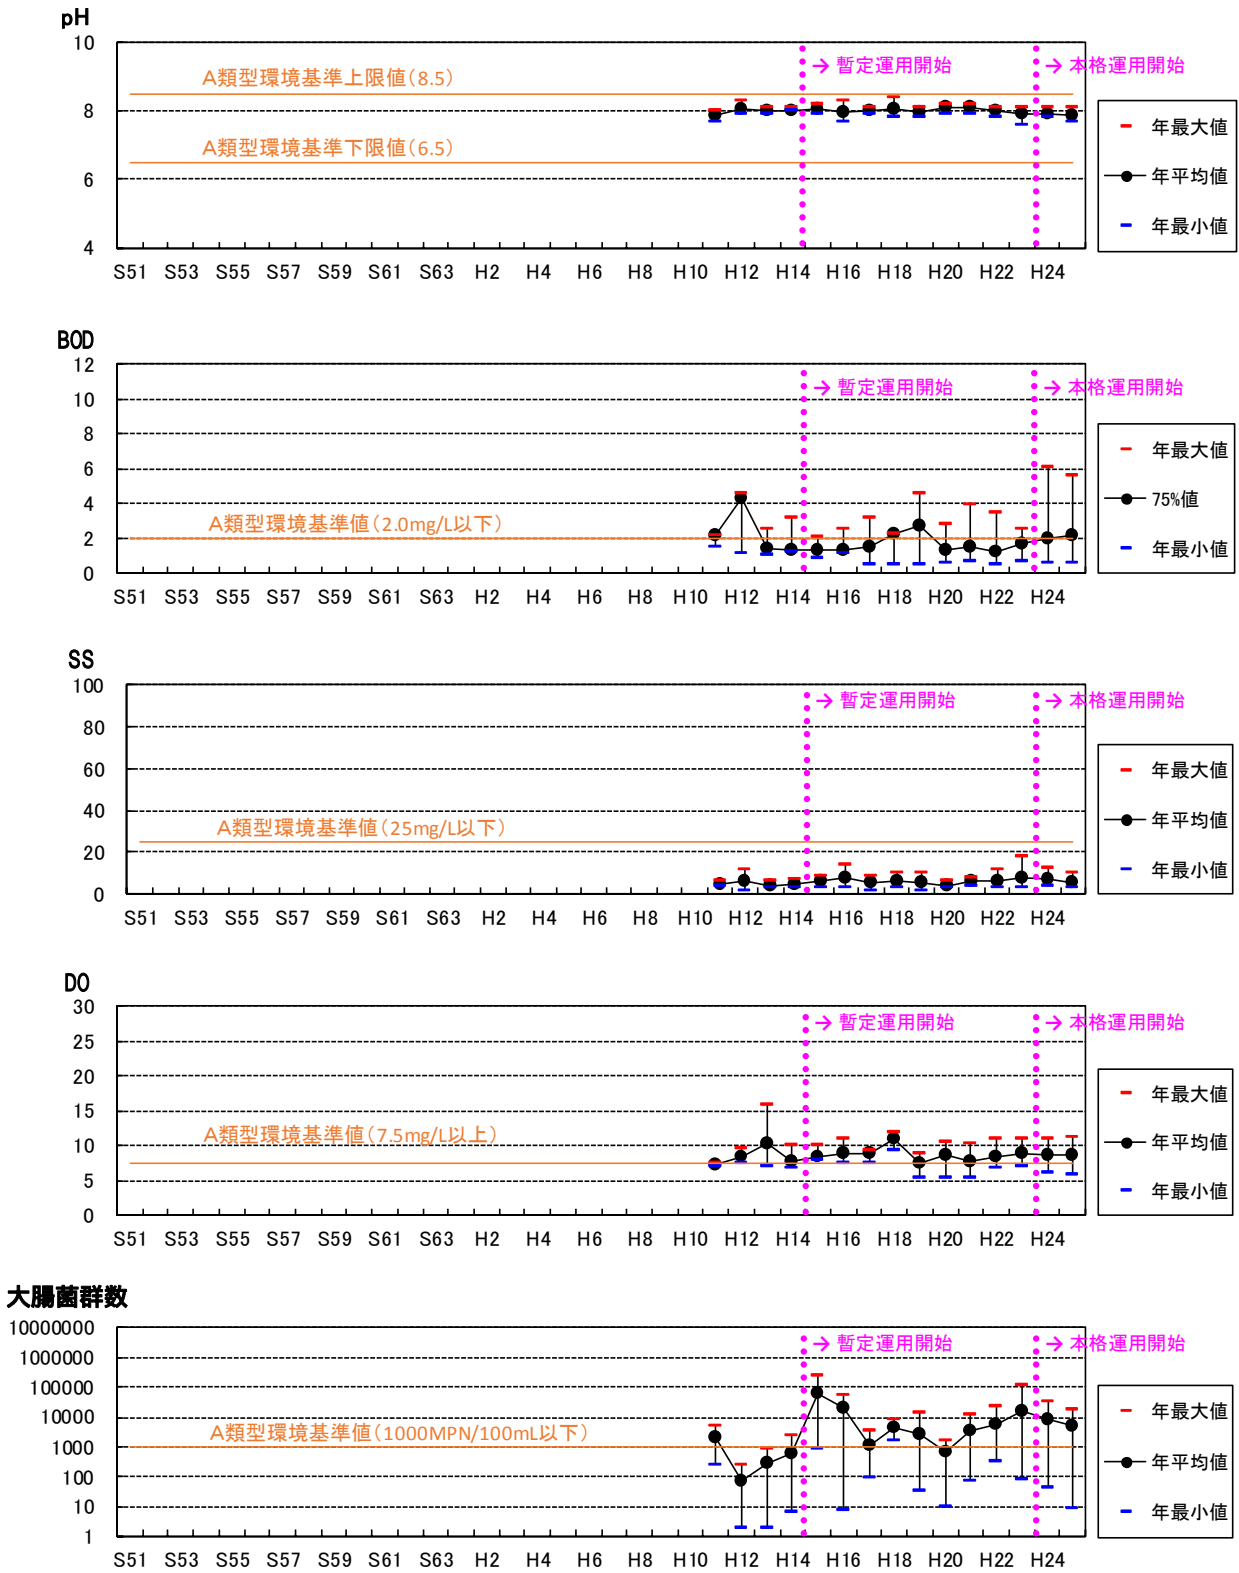 pH
10
8
6
4
A類型環境基準上限値(8.5)
A類型環境基準下限値(6.5)
→ 暫定運用開始
→ 本格運用開始
年最大値
年平均値
年最小値
S51 S53 S55 S57 S59 S61 S63 H2 H4 H6 H8 H10 H12 H14 H16 H18 H20 H22 H24
BOD
12
10
8
6
4
2
0
A類型環境基準値(2.0mg/L以下)
→ 暫定運用開始
→ 本格運用開始
年最大値
75%値
年最小値
S51 S53 S55 S57 S59 S61 S63 H2 H4 H6 H8 H10 H12 H14 H16 H18 H20 H22 H24
SS
100
80
60
40
20
0
A類型環境基準値(25mg/L以下)
→ 暫定運用開始
→ 本格運用開始
年最大値
年平均値
年最小値
S51 S53 S55 S57 S59 S61 S63 H2 H4 H6 H8 H10 H12 H14 H16 H18 H20 H22 H24
DO
30
25
20
15
10
5
0
A類型環境基準値(7.5mg/L以上)
→ 暫定運用開始
→ 本格運用開始
年最大値
年平均値
年最小値
S51 S53 S55 S57 S59 S61 S63 H2 H4 H6 H8 H10 H12 H14 H16 H18 H20 H22 H24
大腸菌群数
10000000
1000000
100000
10000
1000
100
10
1
A類型環境基準値(1000MPN/100mL以下)
→ 暫定運用開始
→ 本格運用開始
年最大値
年平均値
年最小値
S51 S53 S55 S57 S59 S61 S63 H2 H4 H6 H8 H10 H12 H14 H16 H18 H20 H22 H24